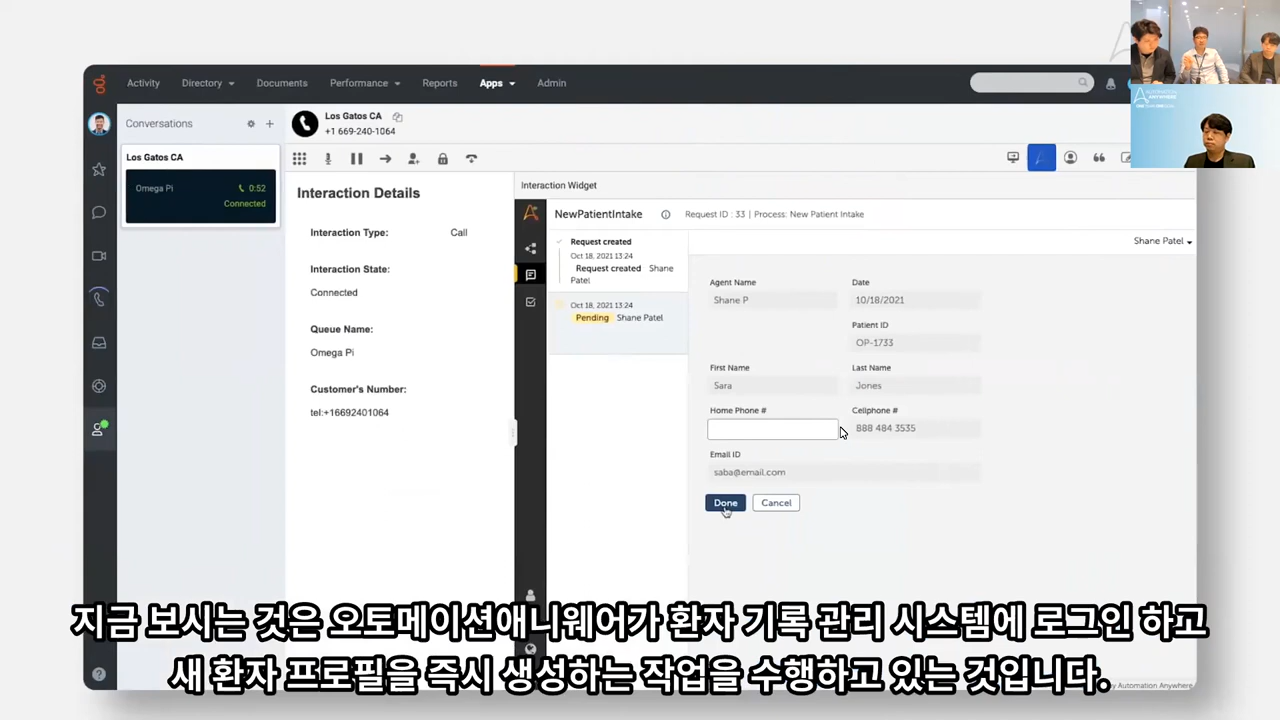 Activity
Directory
Documents
Performance
Reports
Apps
Admin
AUTOMATION
ANYWHERE
Conversations
Los Gatos CA
Omega Pi
0:52
Connected
Los Gatos CA
+1 669-240-1064
Interaction Details
Interaction Type:
Call
Interaction State:
Connected
Queue Name:
Omega Pi
Customer's Number:
tel:+16692401064
Interaction Widget
NewPatientIntake
Request ID : 33 | Process: New Patient Intake
Request created
Oct 18, 2021 13:24
Request created Shane
Patel
Oct 18, 2021 13:24
Pending Shane Patel
Shane Patel
Agent Name
Date
Shane P
10/18/2021
Patient ID
OP-1733
First Name
Last Name
Sara
Jones
Home Phone #
Cellphone #
888 484 3535
Email ID
saba@email.com
Done
Cancel
지금 보시는 것은 오토메이션애니웨어가 환자 기록 관리 시스템에 로그인 하고
새 환자 프로필을 즉시 생성하는 작업을 수행하고 있는 것입니다.
by Automation Anywhere